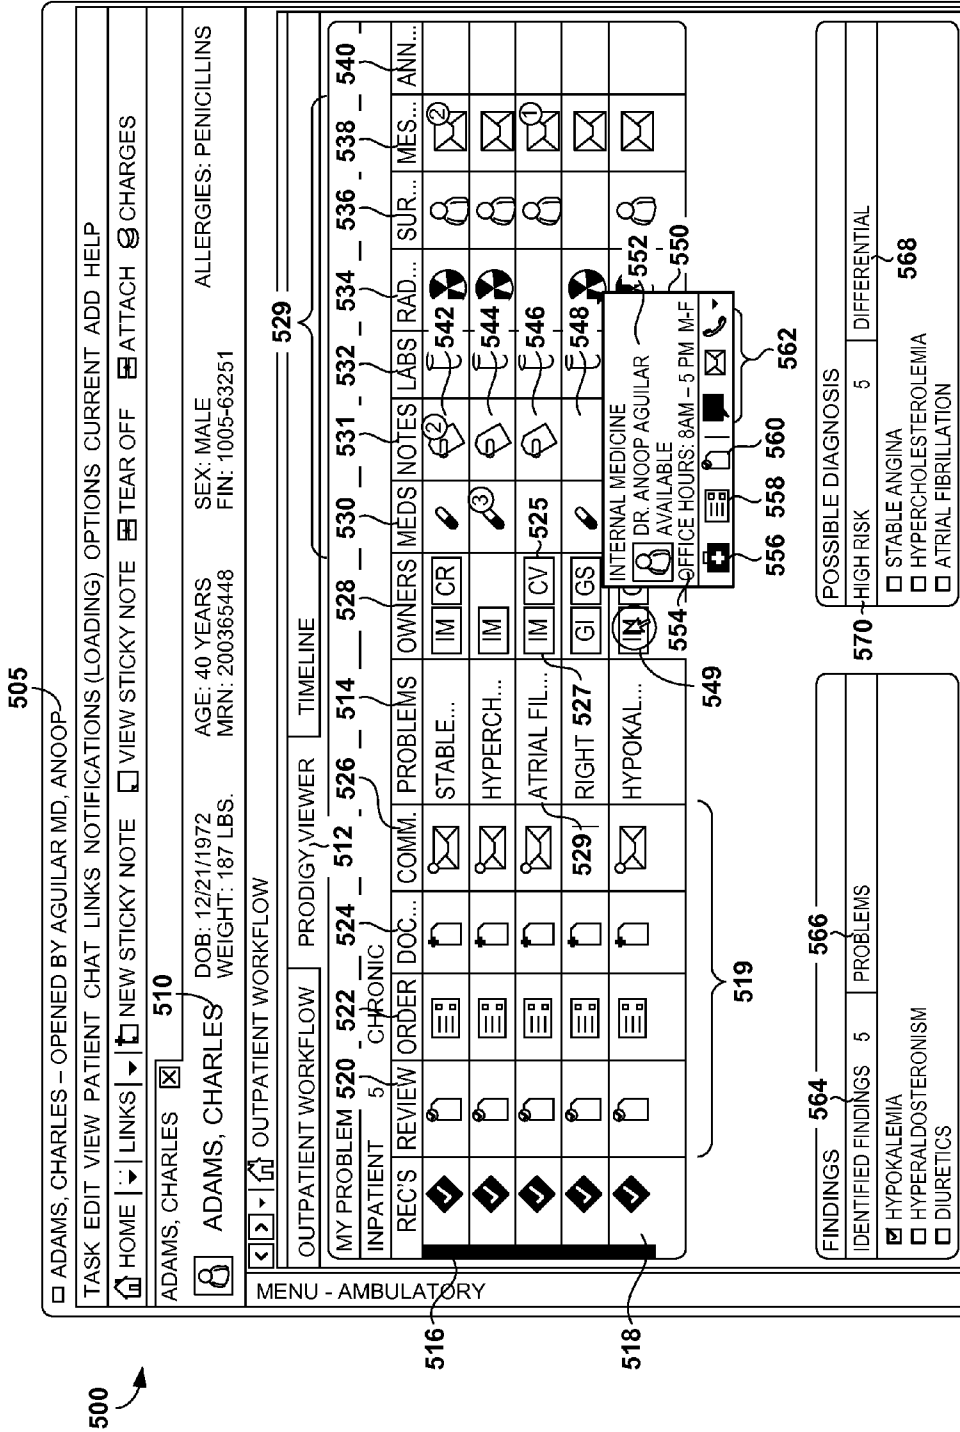 500
505
ADAMS, CHARLES – OPENED BY AGUILAR MD, ANOOP
TASK EDIT VIEW PATIENT CHAT LINKS NOTIFICATIONS (LOADING) OPTIONS CURRENT ADD HELP
HOME LINKS NEW STICKY NOTE VIEW STICKY NOTE TEAR OFF ATTACH CHARGES
ADAMS, CHARLES
510
ADAMS, CHARLES DOB: 12/21/1972 AGE: 40 YEARS SEX: MALE ALLERGIES: PENICILLINS
WEIGHT: 187 LBS. MRN: 200365448 FIN: 1005-63251
MENU - AMBULATORY
< > OUTPATIENT WORKFLOW
529
OUTPATIENT WORKFLOW PRODIGY VIEWER TIMELINE
512
MY PROBLEM 520 522 524 526 514 528 530 531 532 534 536 538 540
INPATIENT 5 CHRONIC
REC'S REVIEW ORDER DOC... COMM. PROBLEMS OWNERS MEDS NOTES LABS RAD... SUR... MES... ANN...
516
STABLE... IM CR 2 542 2
HYPERCH... IM 3 544
ATRIAL FIL... IM CV 525 546 1
529
RIGHT 527 GI GS 548
518
HYPOKAL...
519
549
INTERNAL MEDICINE
DR. ANOOP AGUILAR 552
AVAILABLE
554 OFFICE HOURS: 8AM – 5 PM M-F 550
556 558 560 562
564 566
FINDINGS
IDENTIFIED FINDINGS 5 PROBLEMS
HYPOKALEMIA
HYPERALDOSTERONISM
DIURETICS
POSSIBLE DIAGNOSIS
570 HIGH RISK 5 DIFFERENTIAL
568
STABLE ANGINA
HYPERCHOLESTEROLEMIA
ATRIAL FIBRILLATION